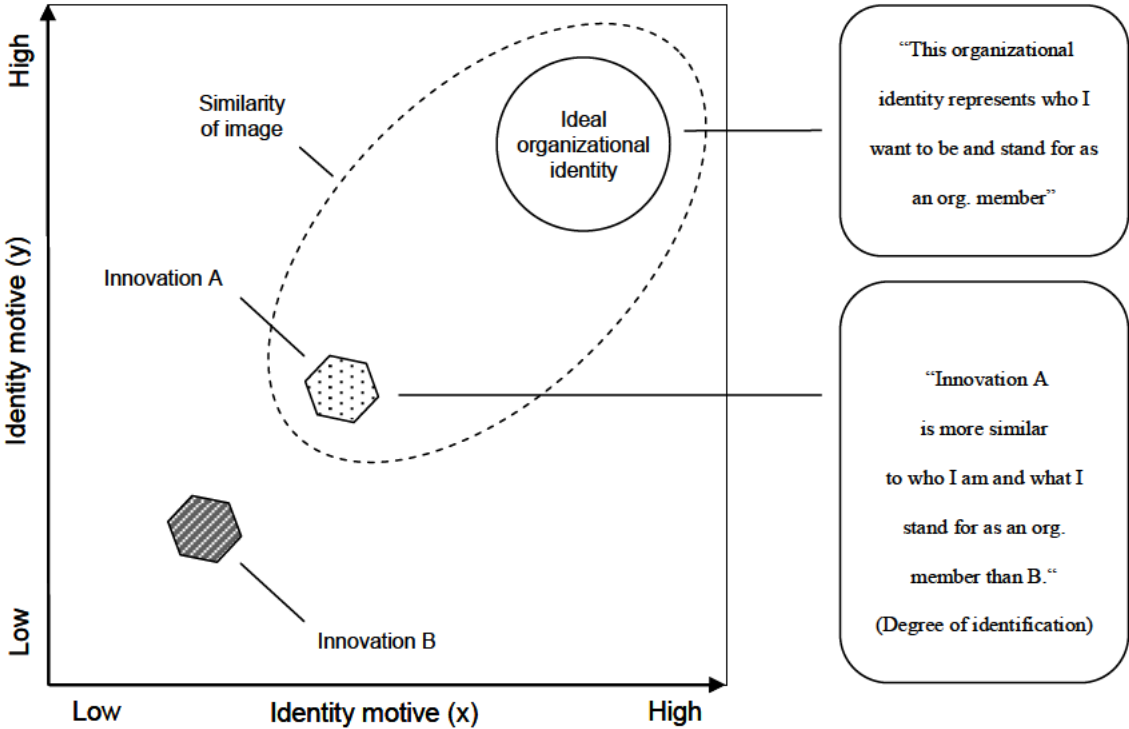 High
Identity motive (y)
Low
Similarity
of image
Ideal
organizational
identity
Innovation A
Innovation B
Low
Identity motive (x)
High
“This organizational
identity represents who I
want to be and stand for as
an org. member”
“Innovation A
is more similar
to who I am and what I
stand for as an org.
member than B.“
(Degree of identification)